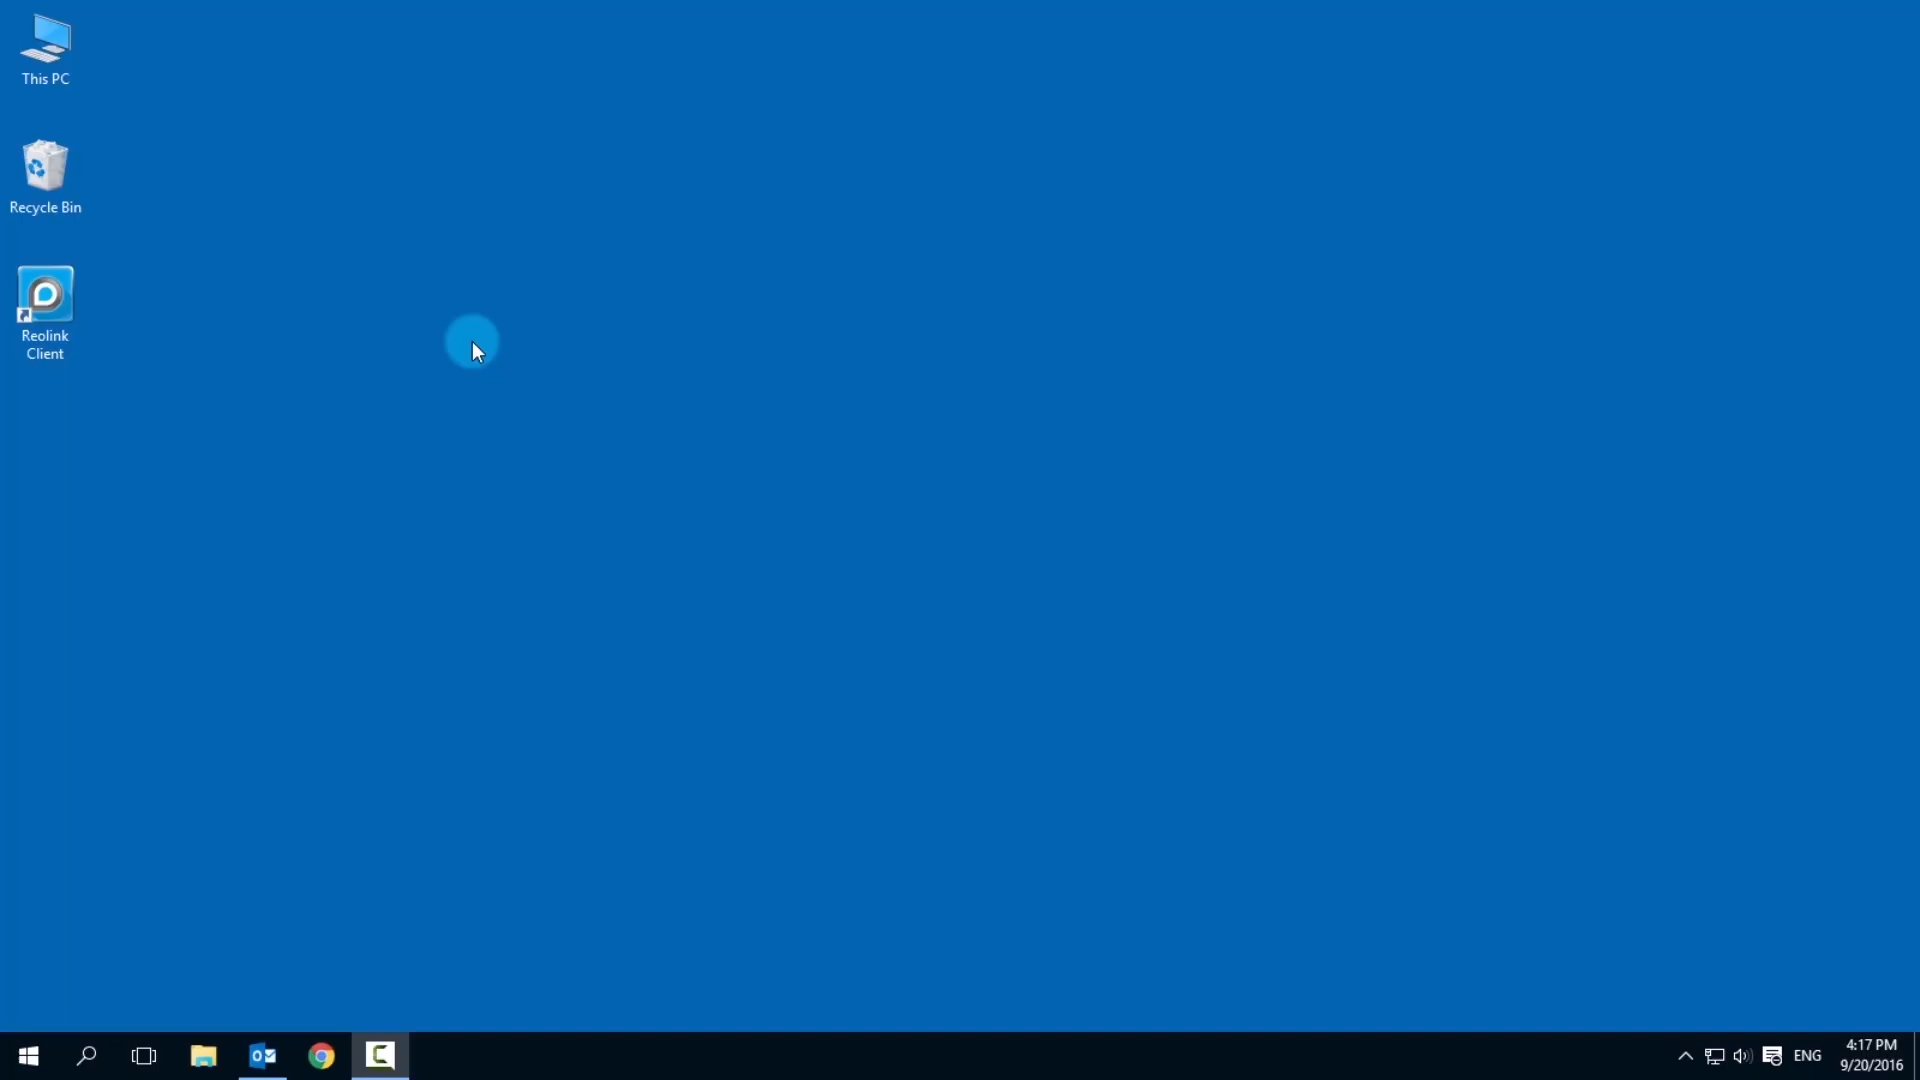 This PC
Recycle Bin
Reolink
Client
ENG
4:17 PM
9/20/2016